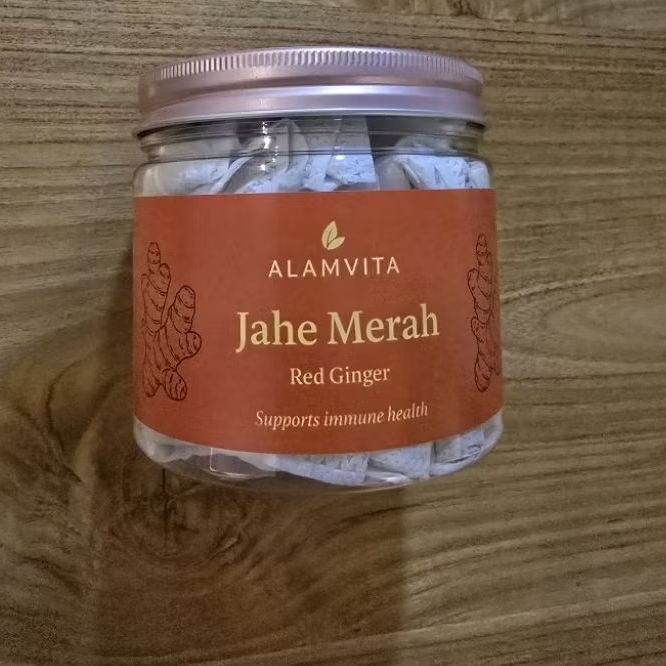 ALAMVITA
Jahe Merah
Red Ginger
Supports immune health